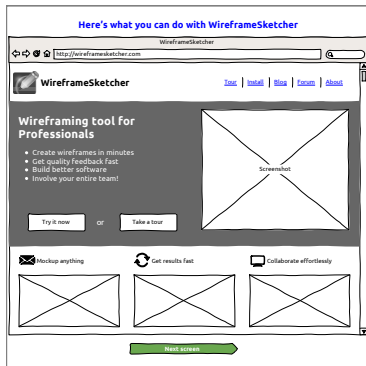 Here's what you can do with WireframeSketcher
WireframeSketcher
http://wireframesketcher.com
WireframeSketcher
Tour | Install | Blog | Forum | About
Wireframing tool for
Professionals
Create wireframes in minutes
Get quality feedback fast
Build better software
Involve your entire team!
Screenshot
Try it now or Take a tour
Mockup anything
Get results fast
Collaborate effortlessly
Next screen